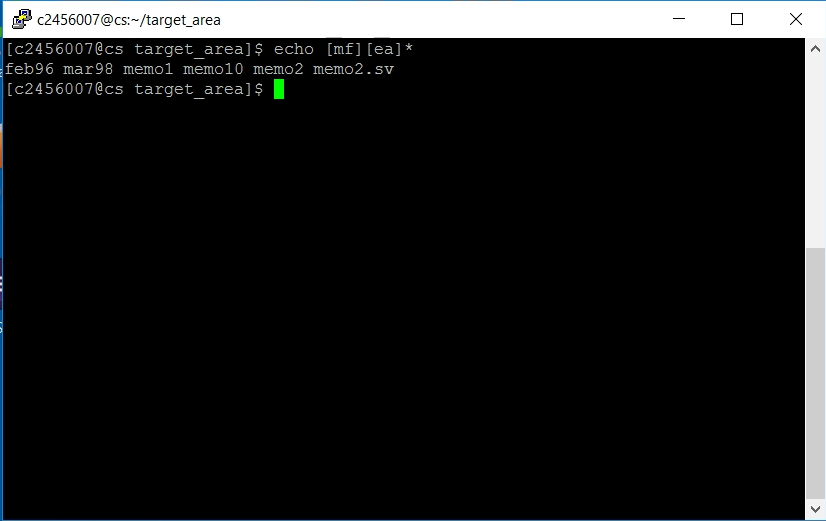 c2456007@cs:~/target_area
[c2456007@cs target_area]$ echo [mf][ea]*
feb96 mar98 memo1 memo10 memo2 memo2.sv
[c2456007@cs target_area]$